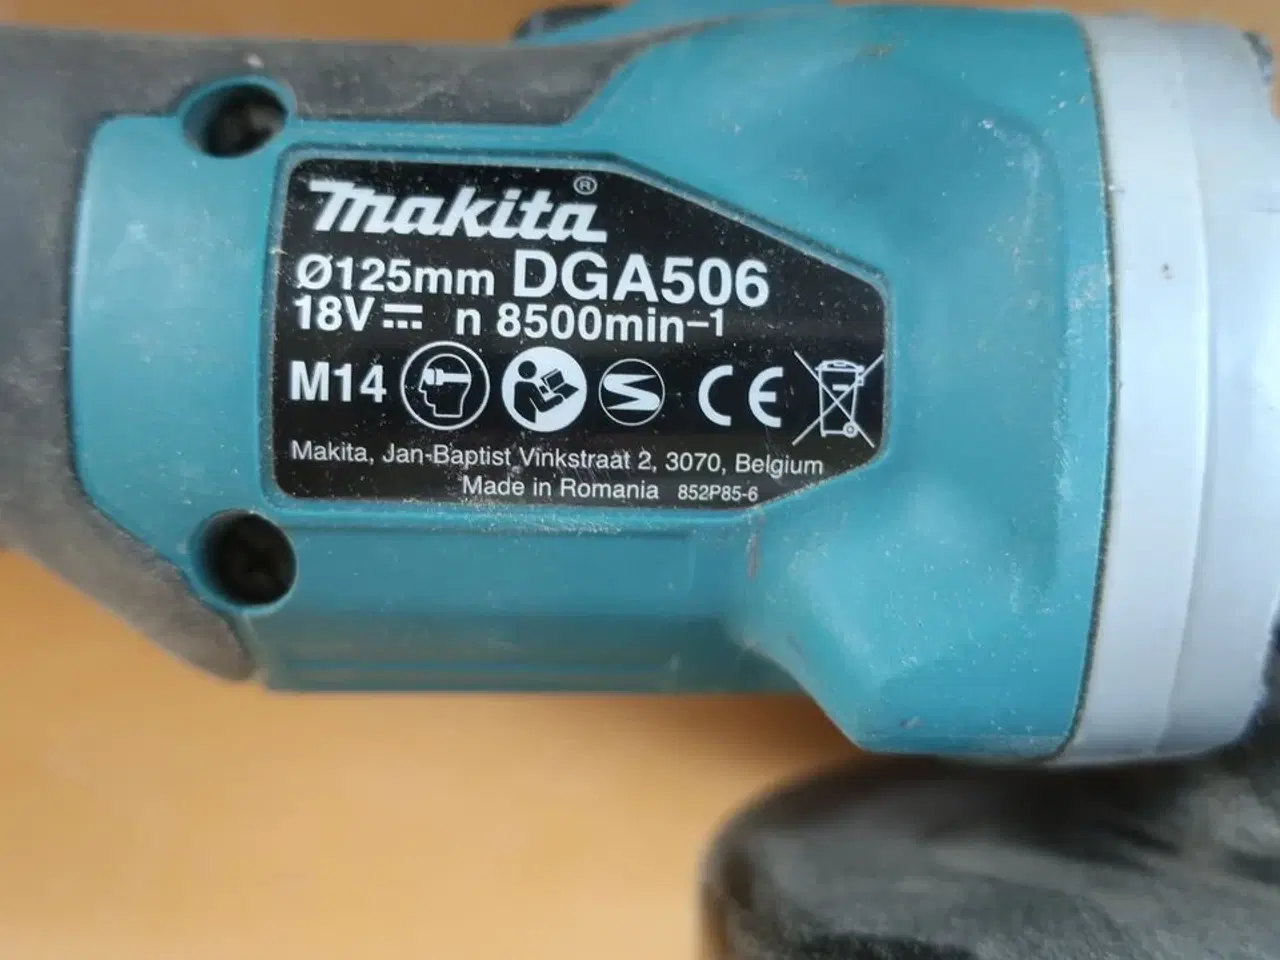 Makita®
Ø125mm DGA506
18V⎓ n 8500min⁻¹
M14 CE
Makita, Jan-Baptist Vinkstraat 2, 3070, Belgium
Made in Romania 852P85-6